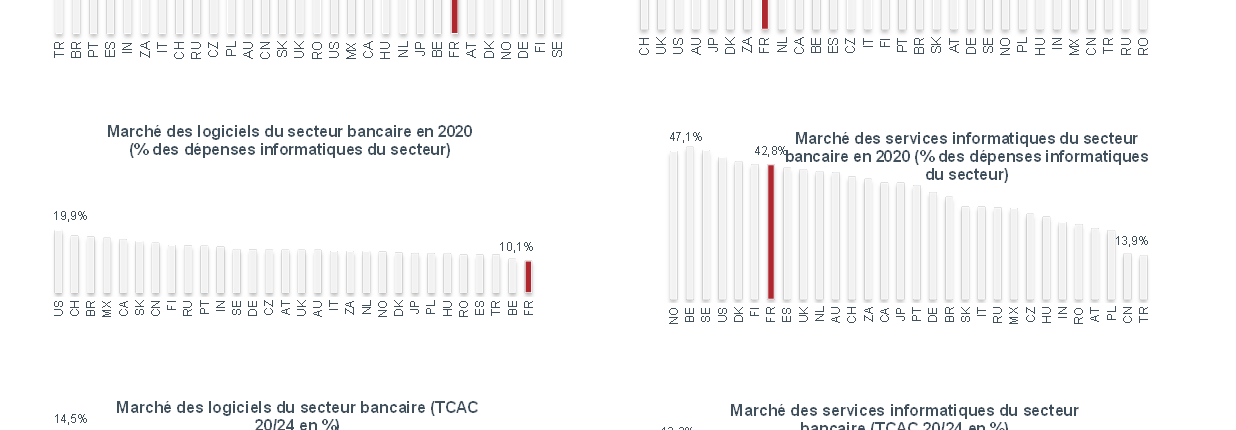 TR BR PT ES IN ZA IT CH RU CZ PL AU CN SK UK RO US MX CA HU NL JP BE FR AT DK NO DE FI SE
CH UK US AU JP DK ZA FR NL CA BE ES CZ IT FI PT BR SK AT DE SE NO PL HU IN MX CN TR RU RO
Marché des logiciels du secteur bancaire en 2020
(% des dépenses informatiques du secteur)
19,9%
10,1%
US CH BR MX CA SK CN FI RU PT IN SE DE CZ AT UK AU IT ZA NL NO DK JP PL HU RO ES TR BE FR
47,1%
42,8%
Marché des services informatiques du secteur
bancaire en 2020 (% des dépenses informatiques
du secteur)
13,9%
NO BE SE US DK FI FR ES UK NL AU CH ZA CA JP PT DE BR SK IT RU MX CZ HU IN RO AT PL CN TR
14,5%
Marché des logiciels du secteur bancaire (TCAC
20/24 en %)
Marché des services informatiques du secteur
bancaire (TCAC 20/24 en %)